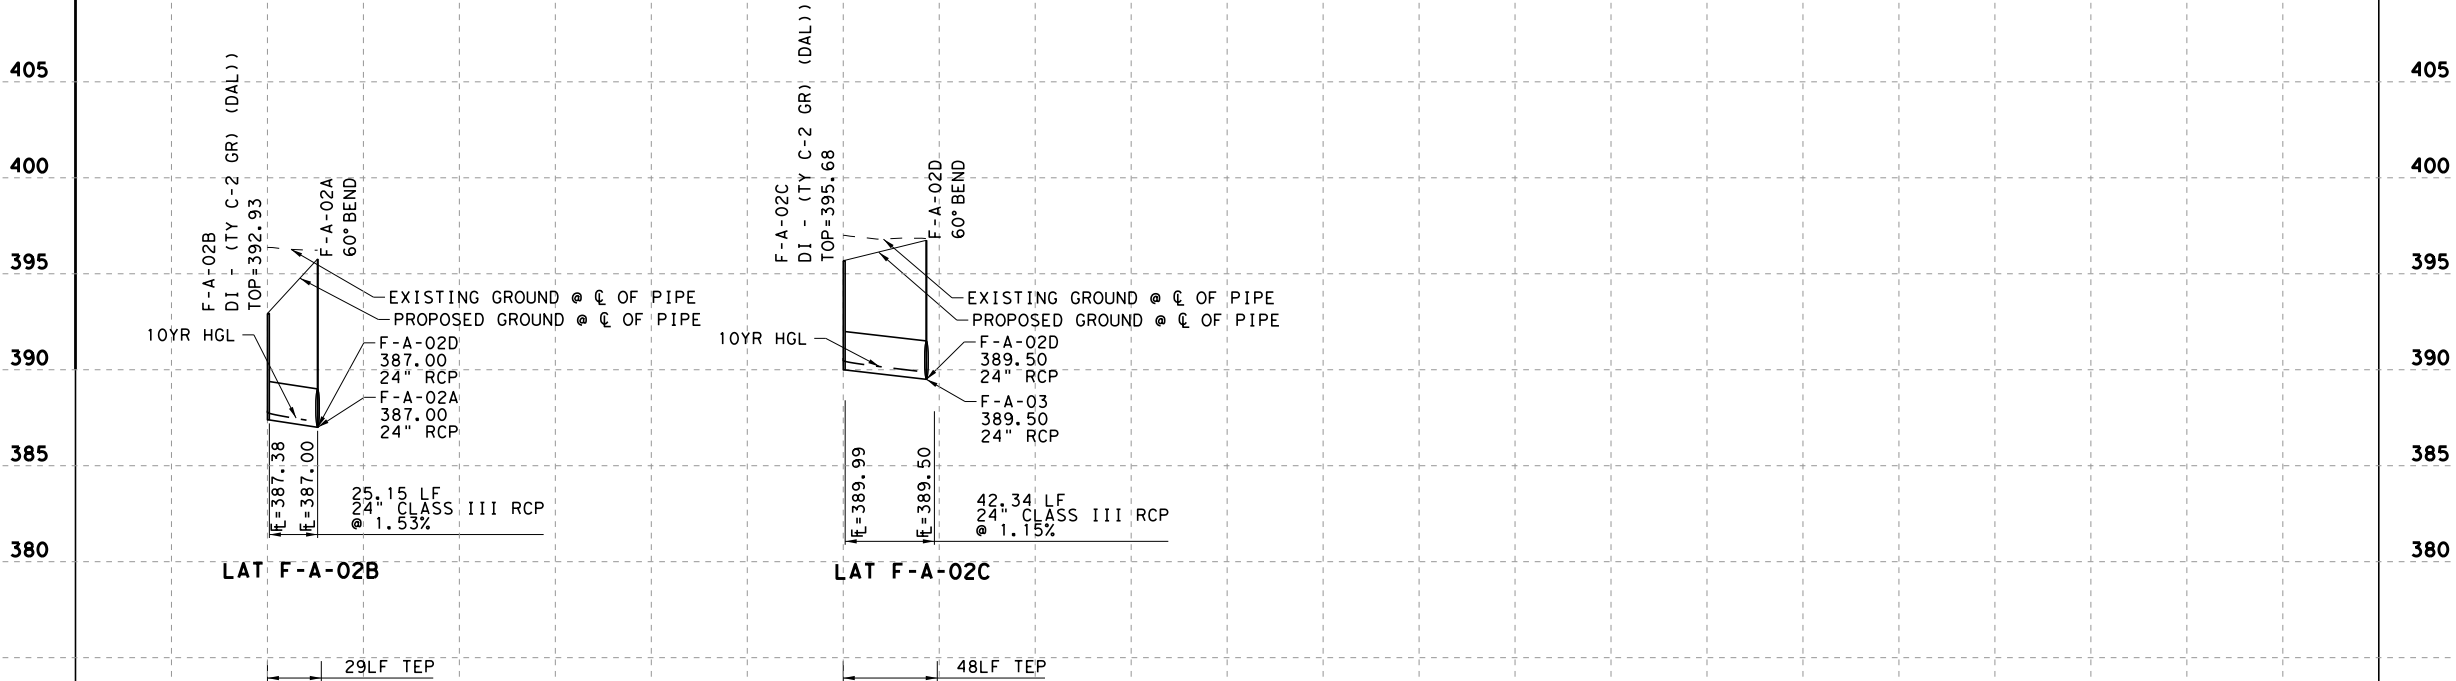 405
400
395
390
385
380
F-A-02B
DI - (TY C-2 GR) (DAL))
TOP=392.93
F-A-02A
60° BEND
EXISTING GROUND @ ℄ OF PIPE
PROPOSED GROUND @ ℄ OF PIPE
10YR HGL
F-A-02D
387.00
24" RCP
F-A-02A
387.00
24" RCP
FL=387.38
FL=387.00
25.15 LF
24" CLASS III RCP
@ 1.53%
LAT F-A-02B
29LF TEP
F-A-02C
DI - (TY C-2 GR) (DAL))
TOP=395.68
F-A-02D
60° BEND
EXISTING GROUND @ ℄ OF PIPE
PROPOSED GROUND @ ℄ OF PIPE
10YR HGL
F-A-02D
389.50
24" RCP
F-A-03
389.50
24" RCP
FL=389.99
FL=389.50
42.34 LF
24" CLASS III RCP
@ 1.15%
LAT F-A-02C
48LF TEP
405
400
395
390
385
380